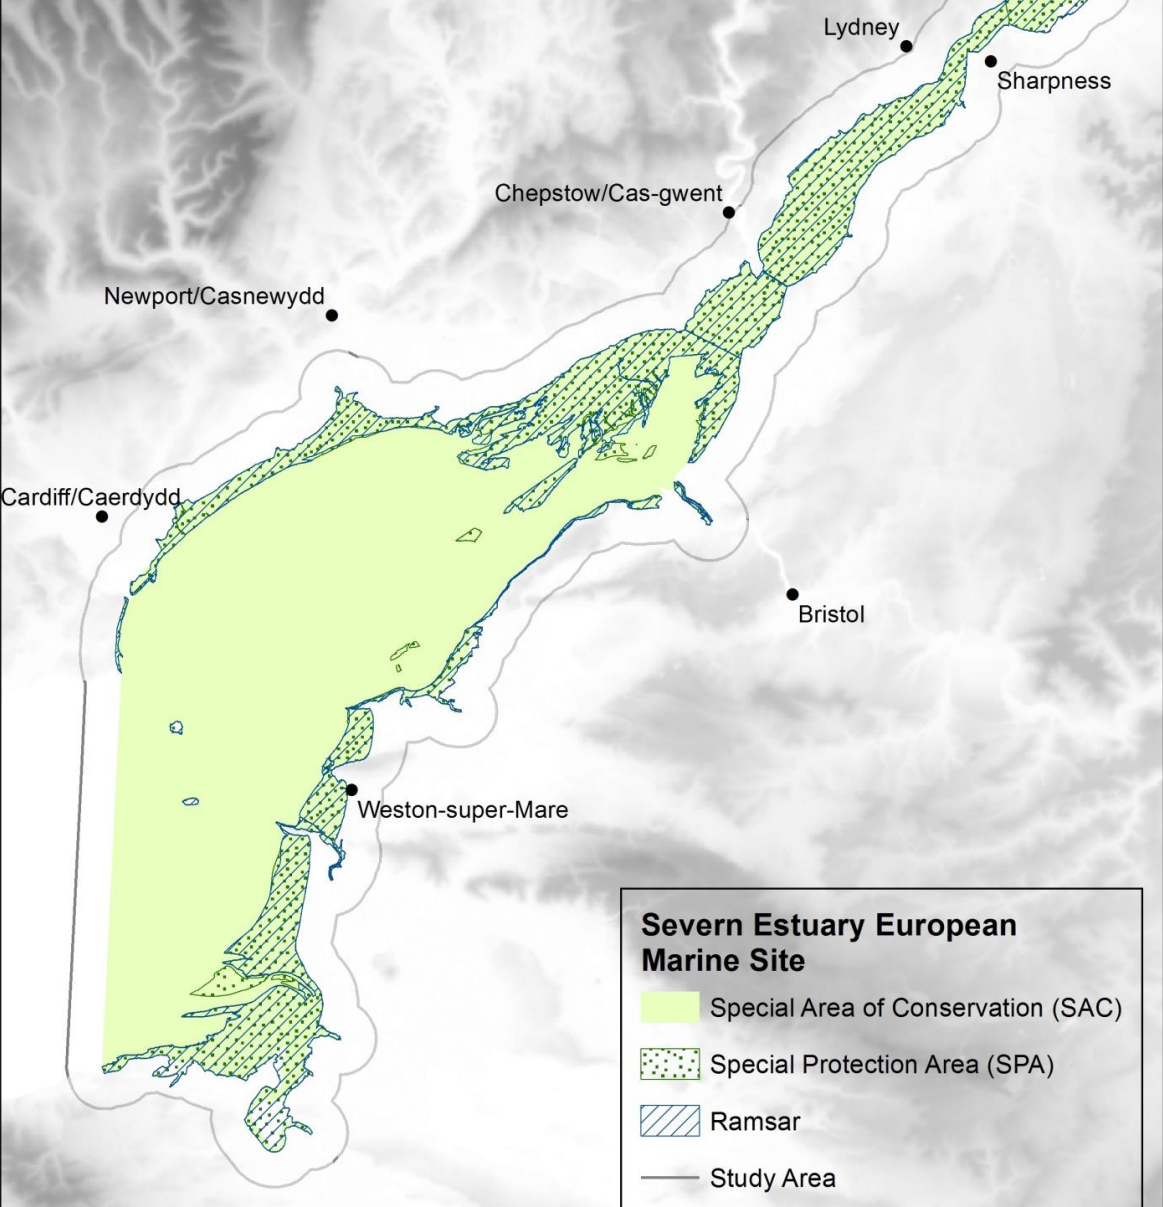 Lydney
Sharpness
Chepstow/Cas-gwent
Newport/Casnewydd
Cardiff/Caerdydd
Bristol
Weston-super-Mare
Severn Estuary European
Marine Site
Special Area of Conservation (SAC)
Special Protection Area (SPA)
Ramsar
Study Area